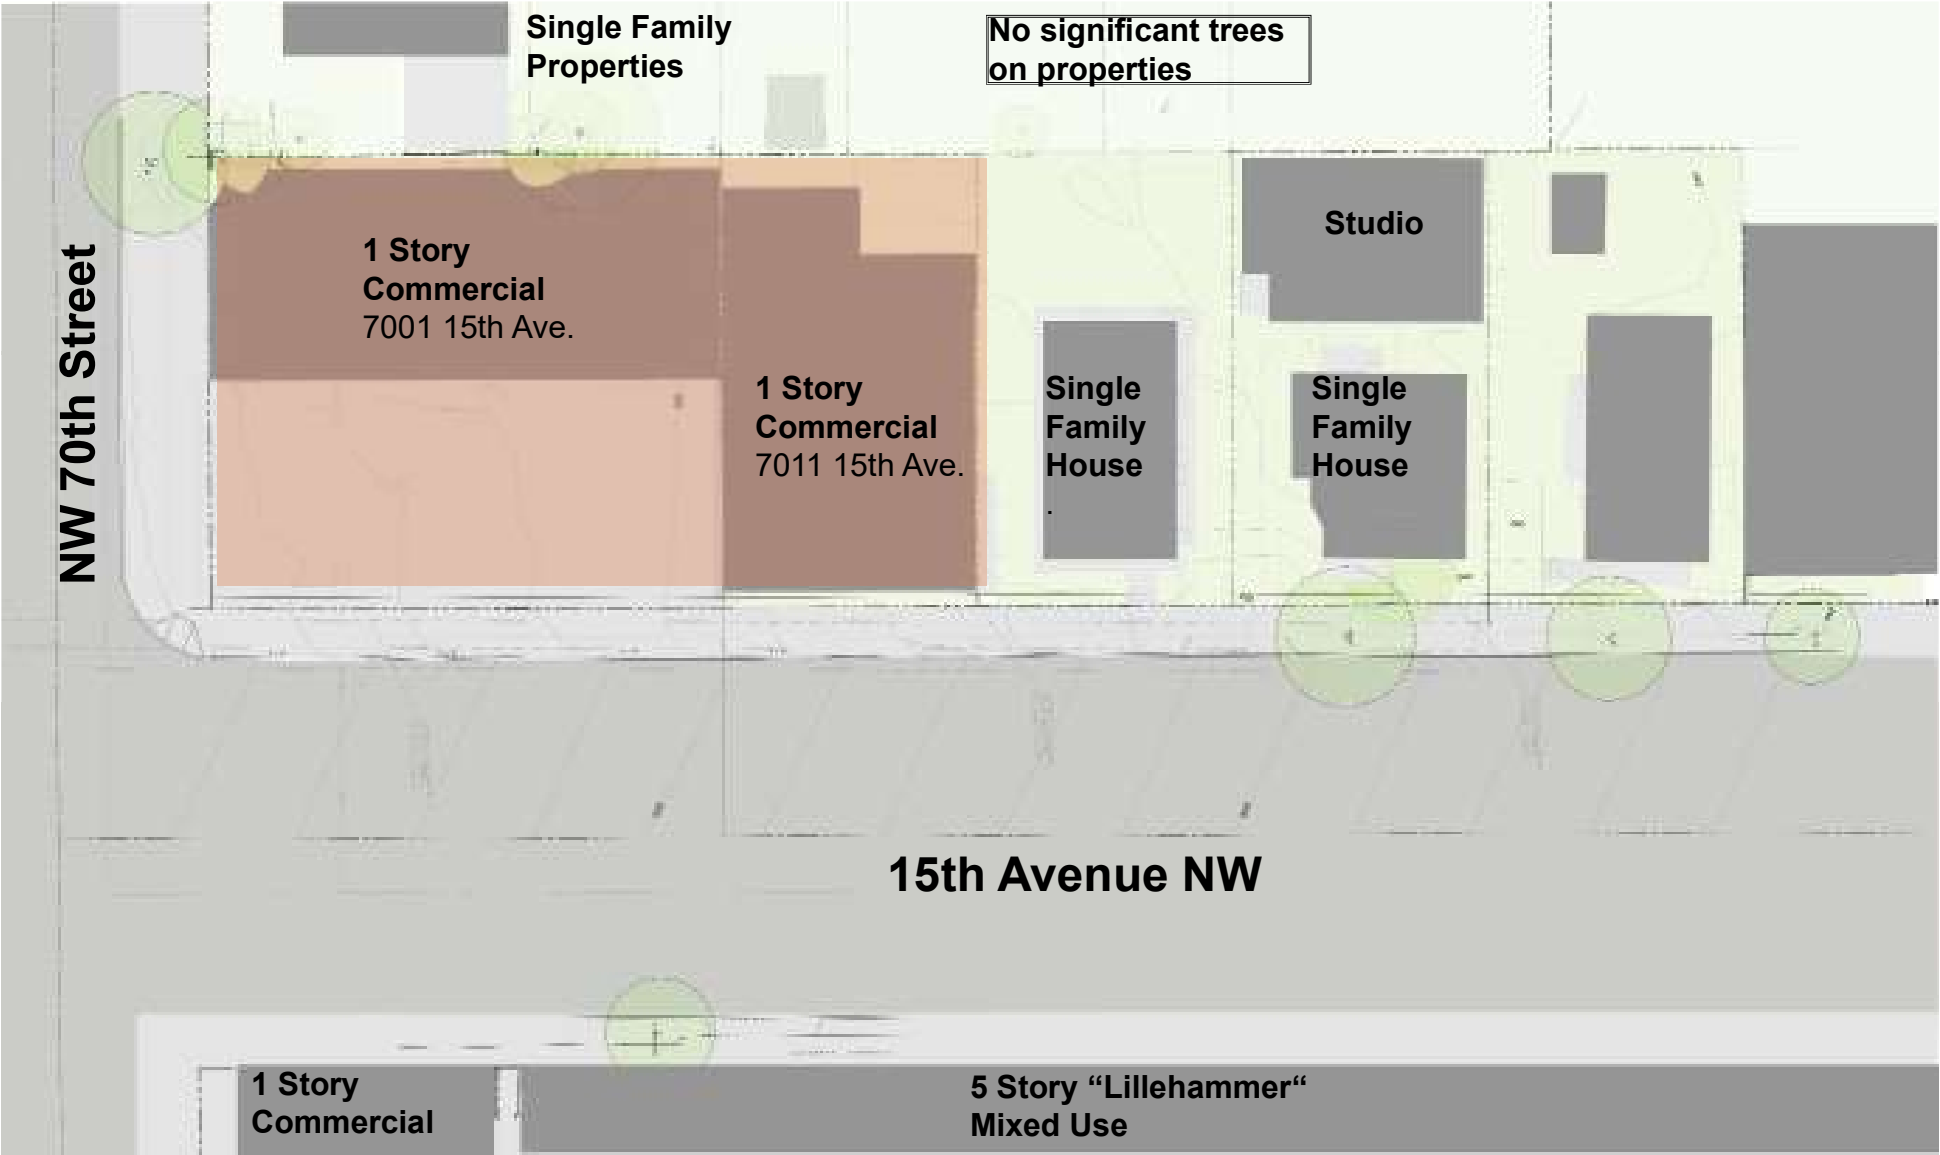 Single Family
Properties
No significant trees
on properties
NW 70th Street
1 Story
Commercial
7001 15th Ave.
1 Story
Commercial
7011 15th Ave.
Single
Family
House
.
Studio
Single
Family
House
15th Avenue NW
1 Story
Commercial
5 Story “Lillehammer“
Mixed Use